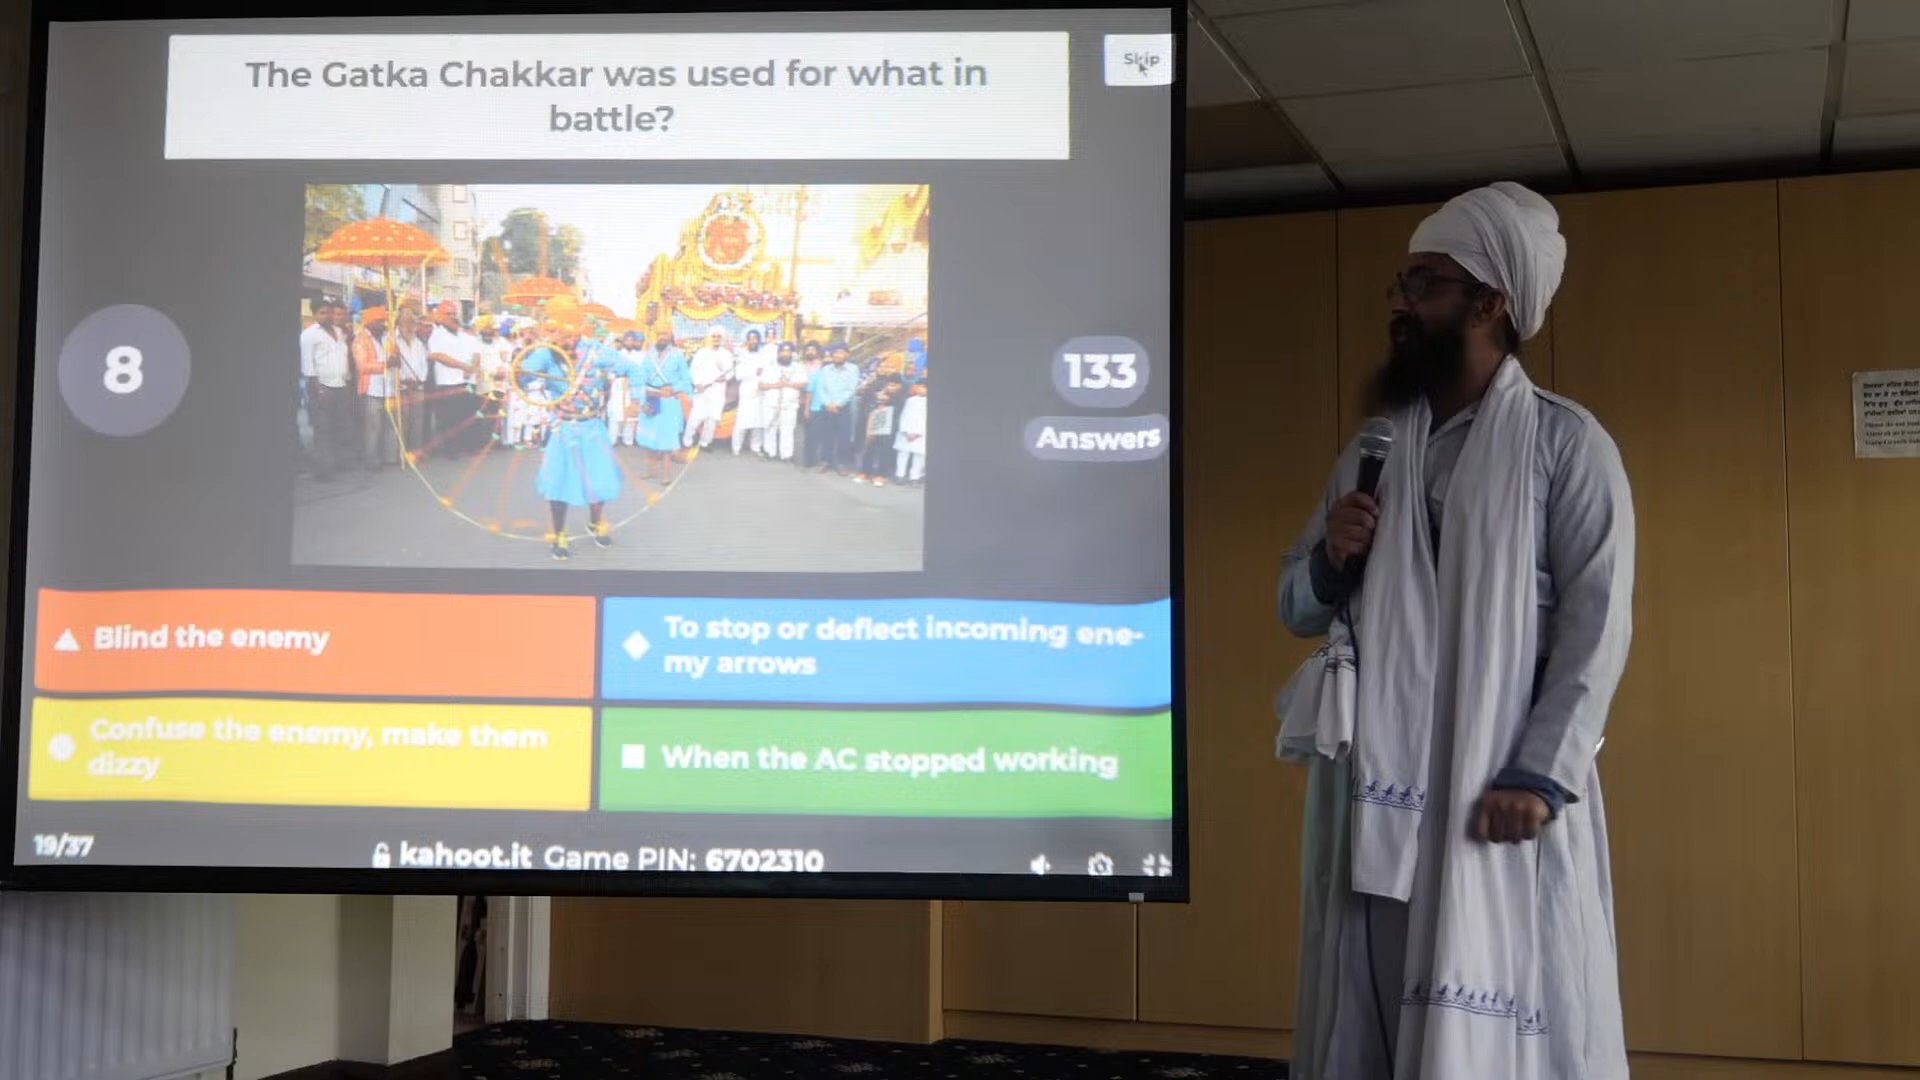 The Gatka Chakkar was used for what in
battle?
Skip
8
133
Answers
Blind the enemy
To stop or deflect incoming ene-
my arrows
Confuse the enemy, make them
dizzy
When the AC stopped working
19/37
kahoot.it Game PIN: 6702310